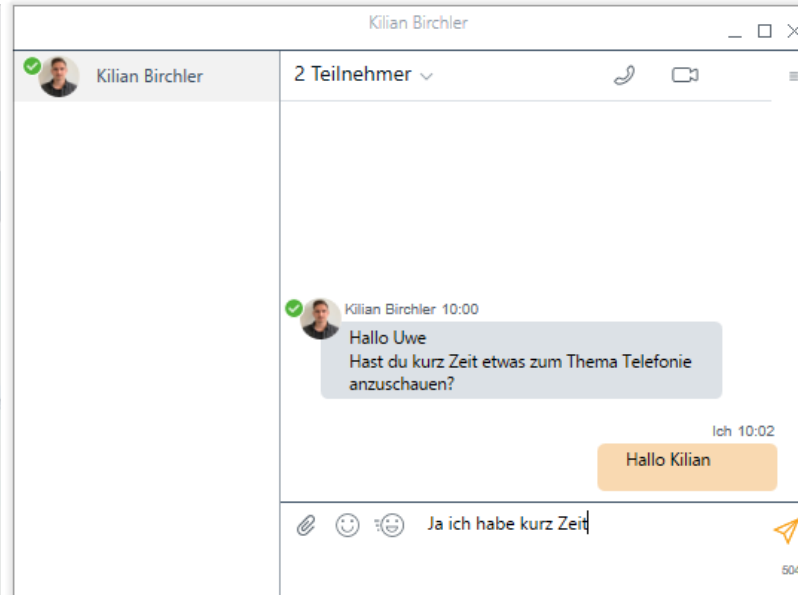 Kilian Birchler
Kilian Birchler
2 Teilnehmer
Kilian Birchler 10:00
Hallo Uwe
Hast du kurz Zeit etwas zum Thema Telefonie
anzuschauen?
Ich 10:02
Hallo Kilian
Ja ich habe kurz Zeit
504